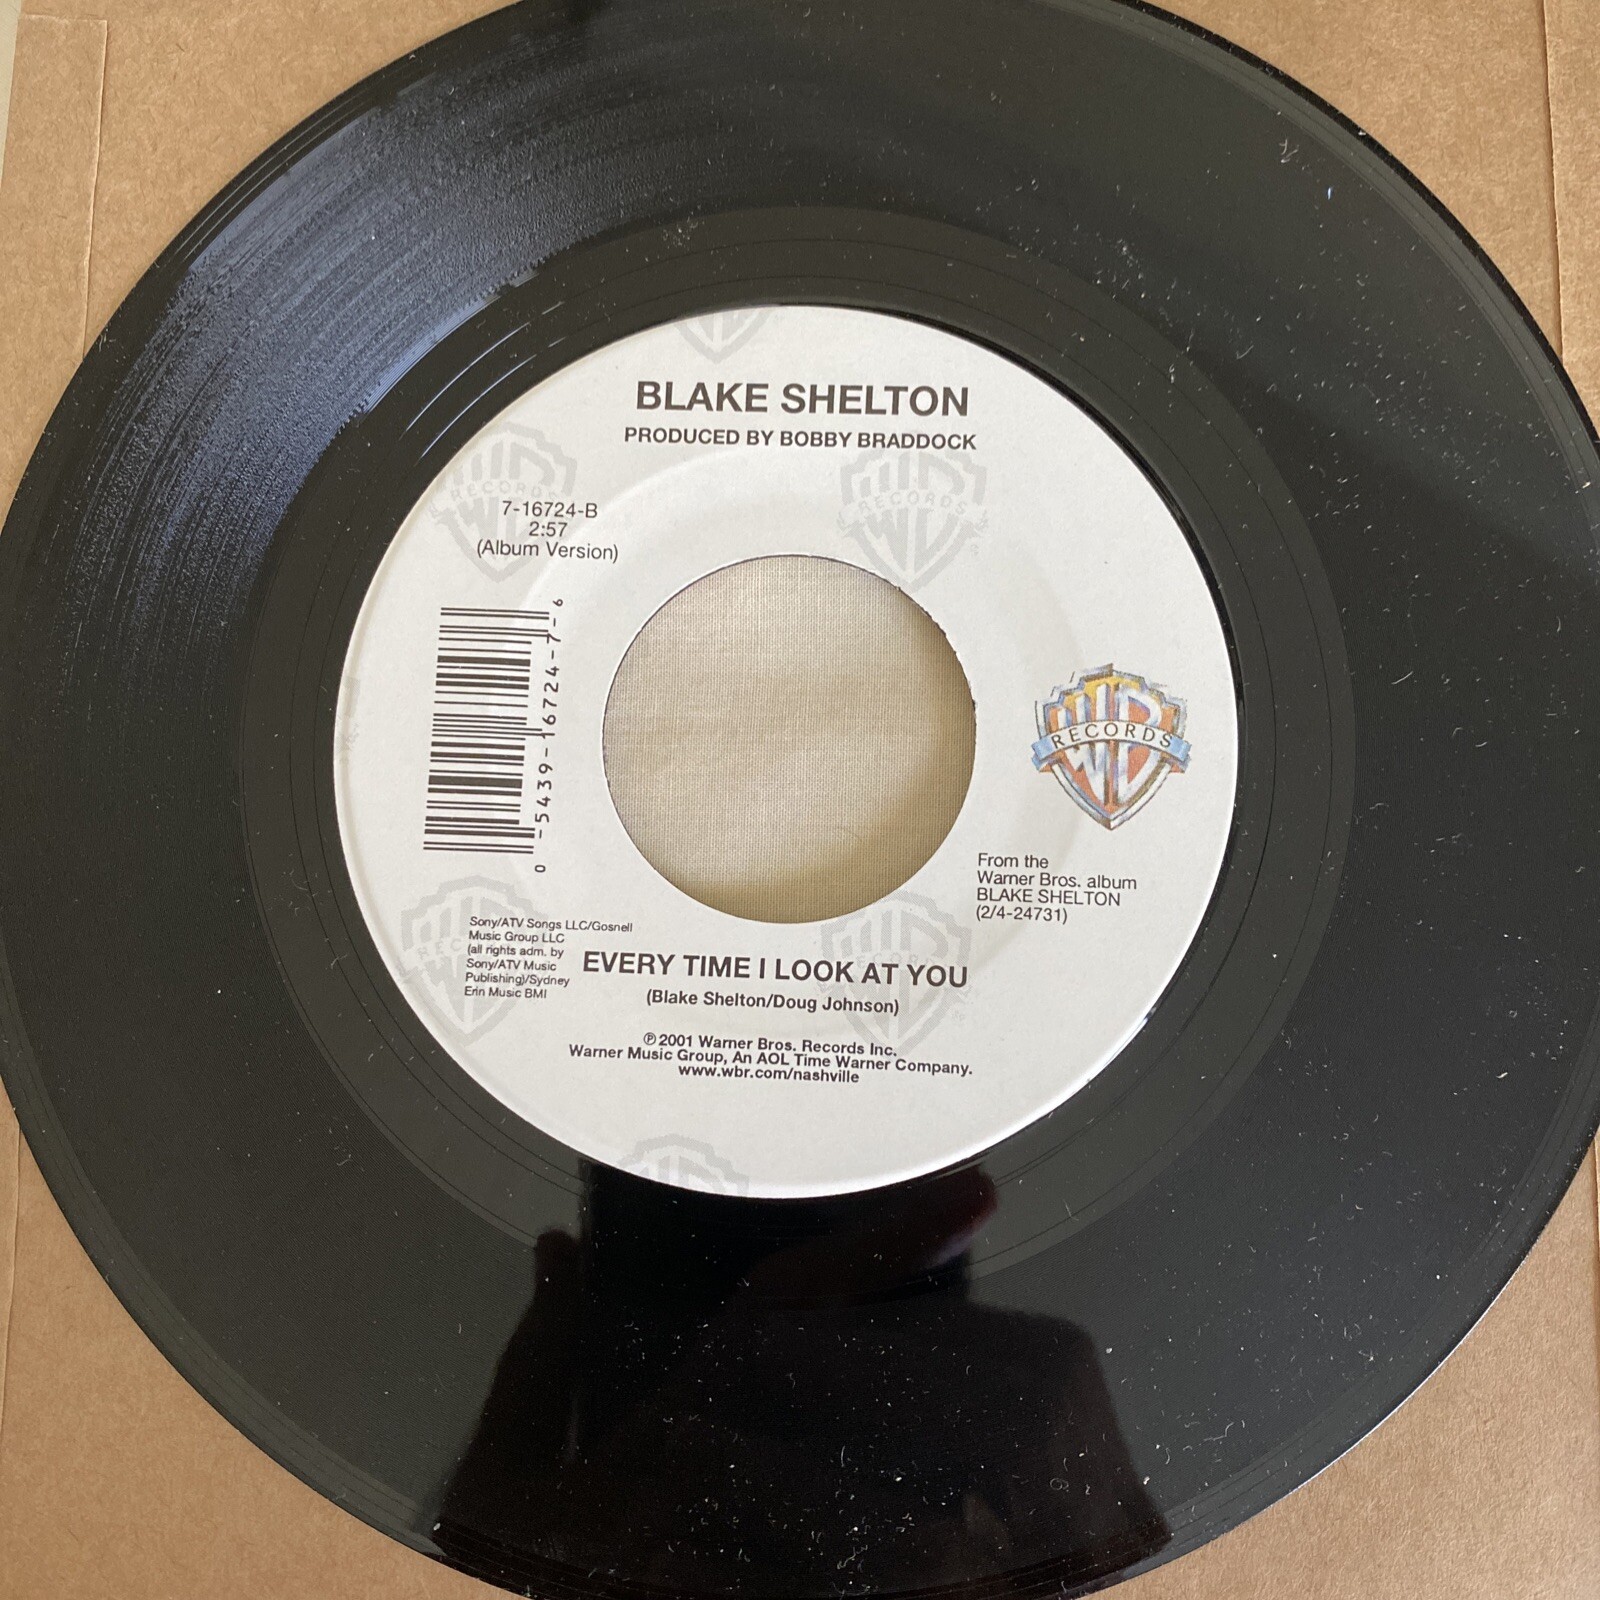 BLAKE SHELTON
PRODUCED BY BOBBY BRADDOCK
7-16724-B
2:57
(Album Version)
0 -5439-16724-7- 6
RECORDS
From the
Warner Bros. album
BLAKE SHELTON
(2/4-24731)
Sony/ATV Songs LLC/Gosnell
Music Group LLC
(all rights adm. by
Sony/ATV Music
Publishing)/Sydney
Erin Music BMI
EVERY TIME I LOOK AT YOU
(Blake Shelton/Doug Johnson)
℗ 2001 Warner Bros. Records Inc.
Warner Music Group, An AOL Time Warner Company.
www.wbr.com/nashville